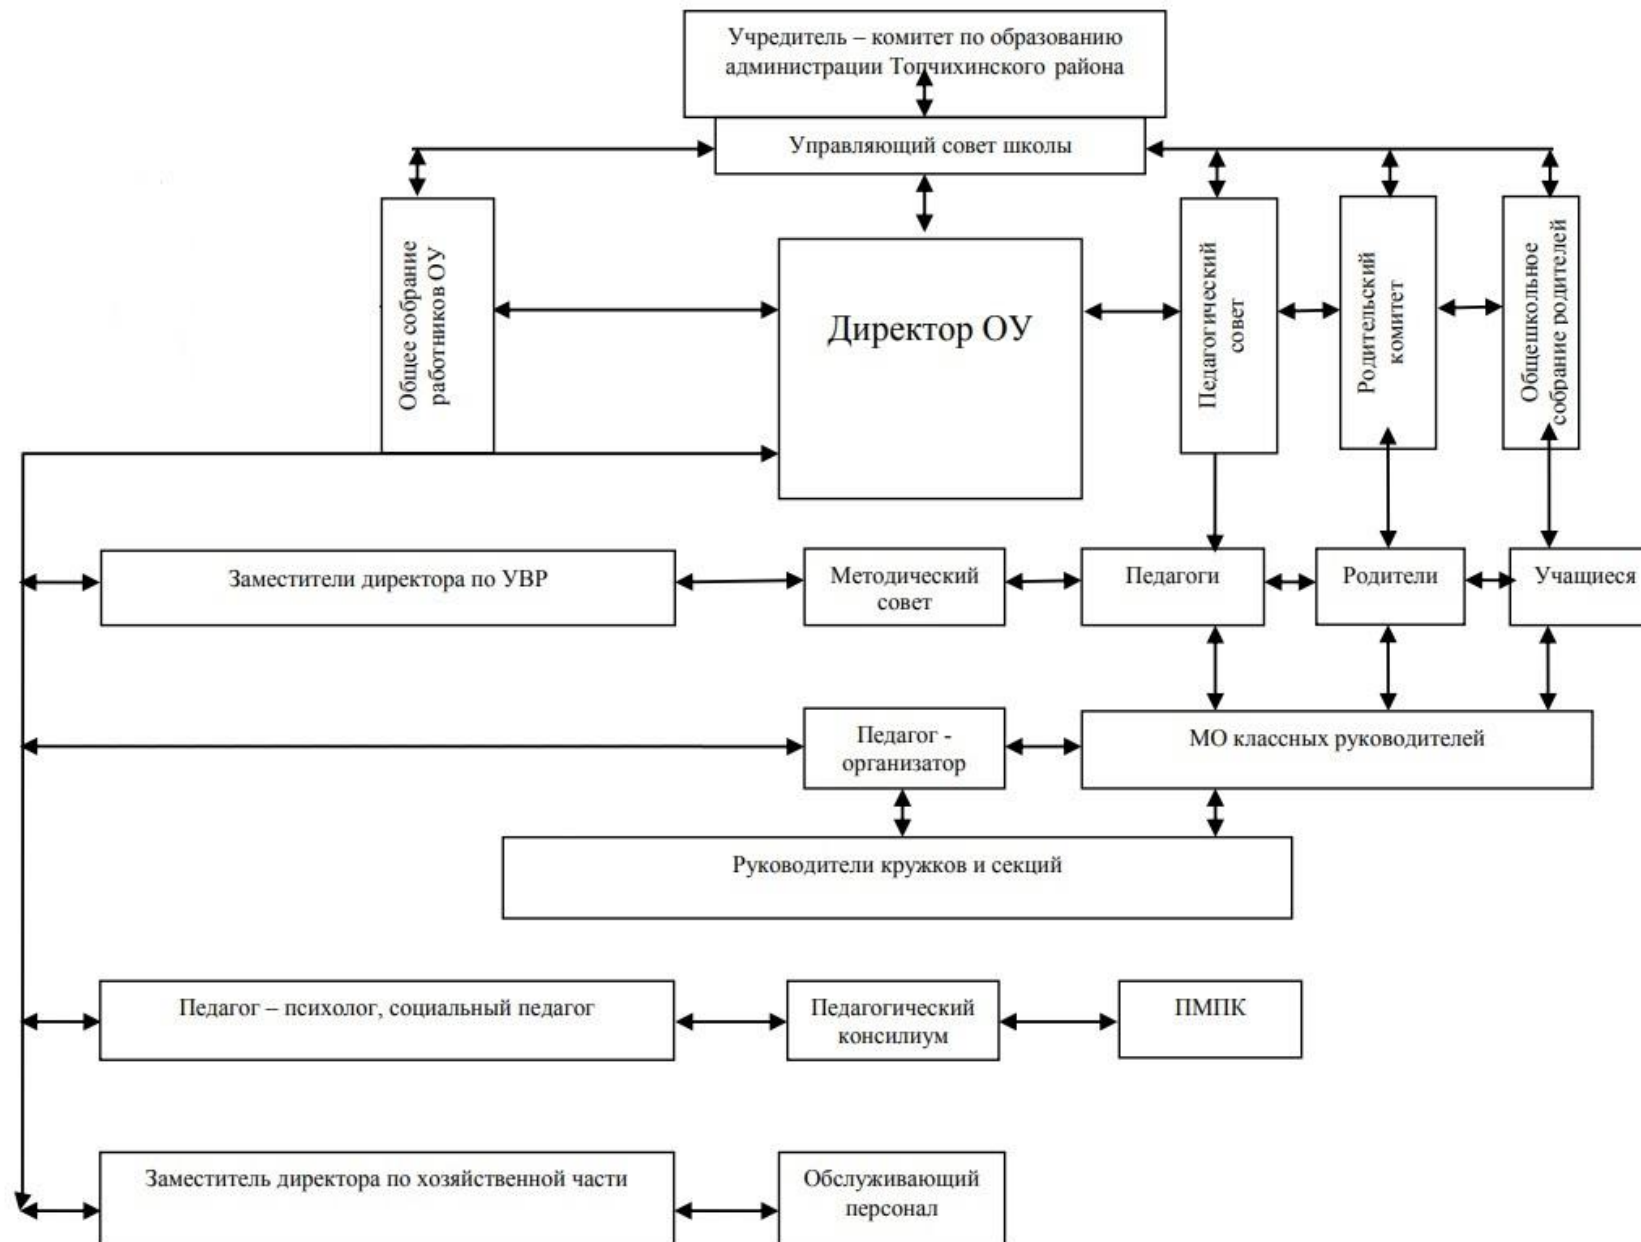 Учредитель – комитет по образованию
администрации Топчихинского района
Управляющий совет школы
Общее собрание
работников ОУ
Директор ОУ
Педагогический
совет
Родительский
комитет
Общешкольное
собрание родителей
Заместители директора по УВР
Методический
совет
Педагоги
Родители
Учащиеся
Педагог -
организатор
МО классных руководителей
Руководители кружков и секций
Педагог – психолог, социальный педагог
Педагогический
консилиум
ПМПК
Заместитель директора по хозяйственной части
Обслуживающий
персонал